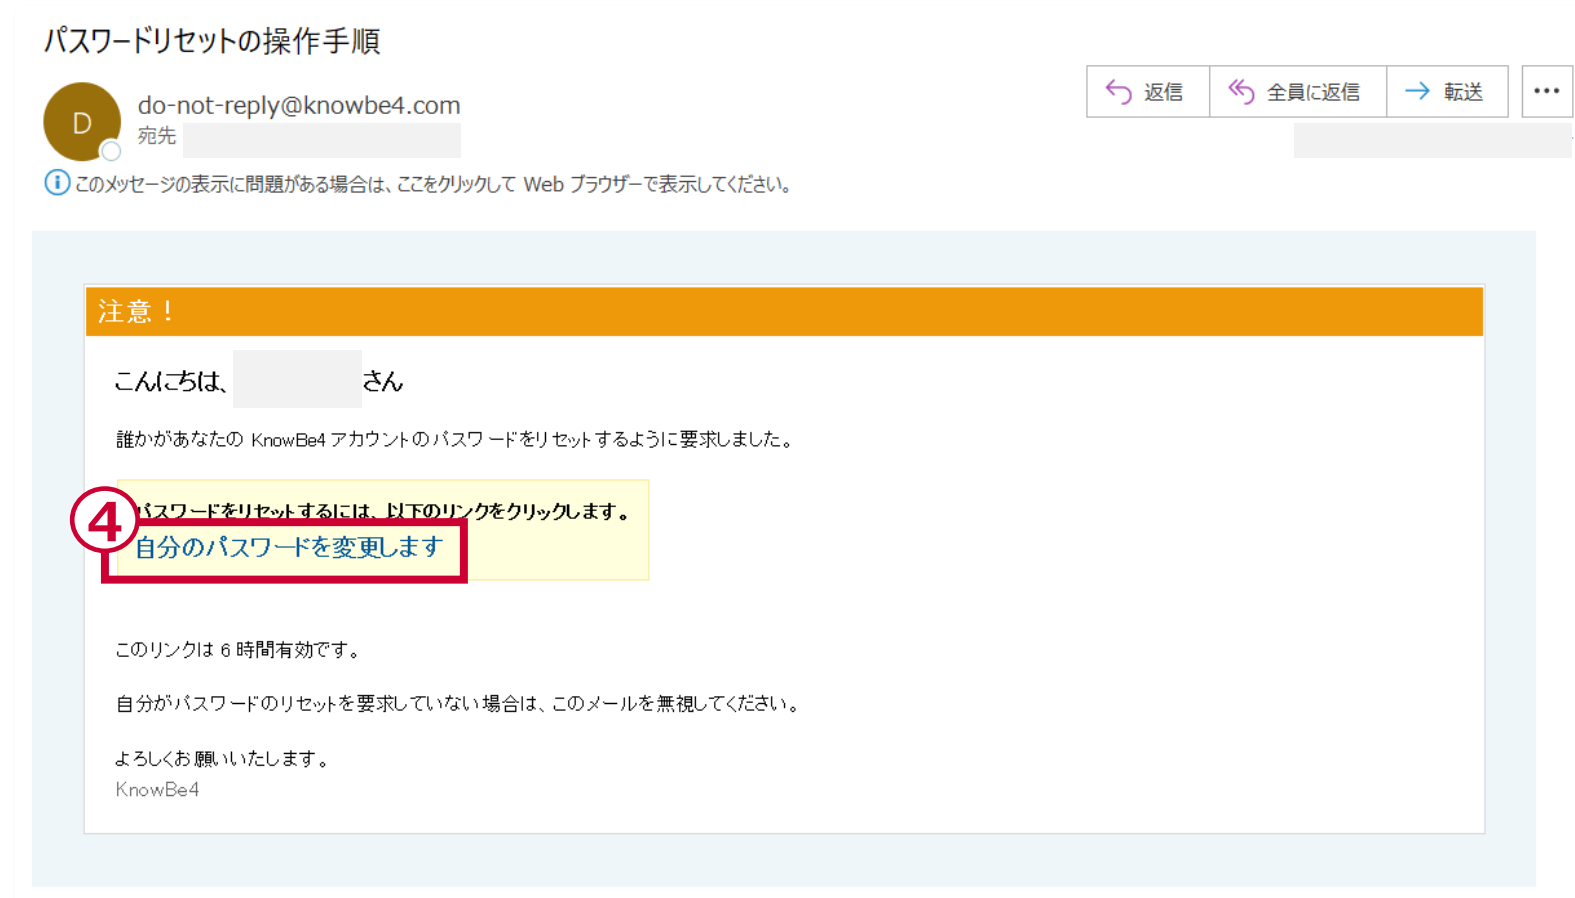 パスワードリセットの操作手順
D
do-not-reply@knowbe4.com
宛先
返信
全員に返信
転送
このメッセージの表示に問題がある場合は、ここをクリックして Web ブラウザーで表示してください。
注意！
こんにちは、 さん
誰かがあなたの KnowBe4 アカウントのパスワードをリセットするように要求しました。
④
パスワードをリセットするには、以下のリンクをクリックします。
自分のパスワードを変更します
このリンクは 6 時間有効です。
自分がパスワードのリセットを要求していない場合は、このメールを無視してください。
よろしくお願いいたします。
KnowBe4